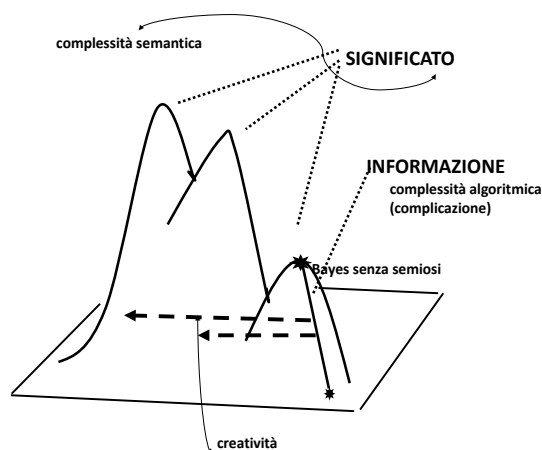 complessità semantica
SIGNIFICATO
INFORMAZIONE
complessità algoritmica
(complicazione)
Bayes senza semiosi
creatività